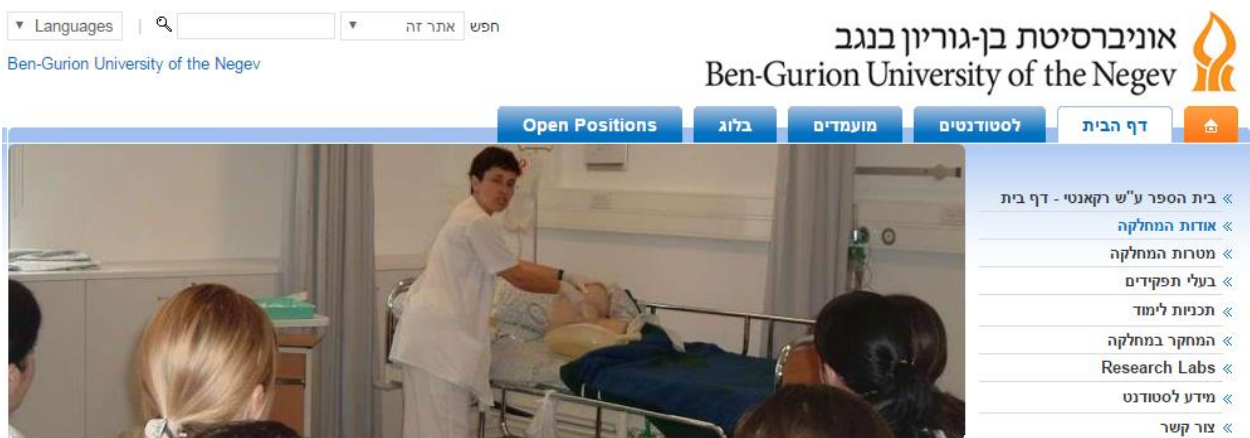 חפש אתר זה
Languages
Ben-Gurion University of the Negev
אוניברסיטת בן-גוריון בנגב
Ben-Gurion University of the Negev
דף הבית
לסטודנטים
מועמדים
בלוג
Open Positions
בית הספר ע"ש רקאנטי - דף בית
אודות המחלקה
מטרות המחלקה
בעלי תפקידים
תכניות לימוד
המחקר במחלקה
Research Labs
מידע לסטודנט
צור קשר